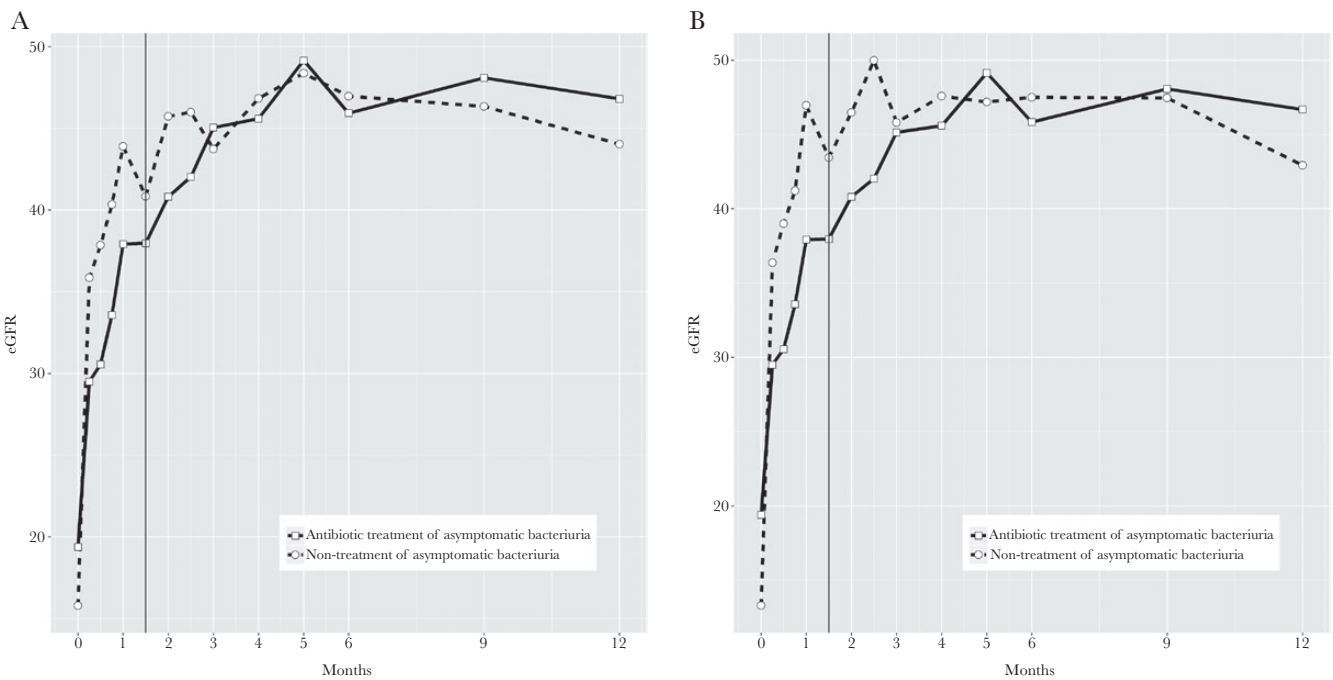 A
50
40
30
20
eGFR
Antibiotic treatment of asymptomatic bacteriuria
Non-treatment of asymptomatic bacteriuria
0 1 2 3 4 5 6 9 12
Months
B
50
40
30
20
eGFR
Antibiotic treatment of asymptomatic bacteriuria
Non-treatment of asymptomatic bacteriuria
0 1 2 3 4 5 6 9 12
Months